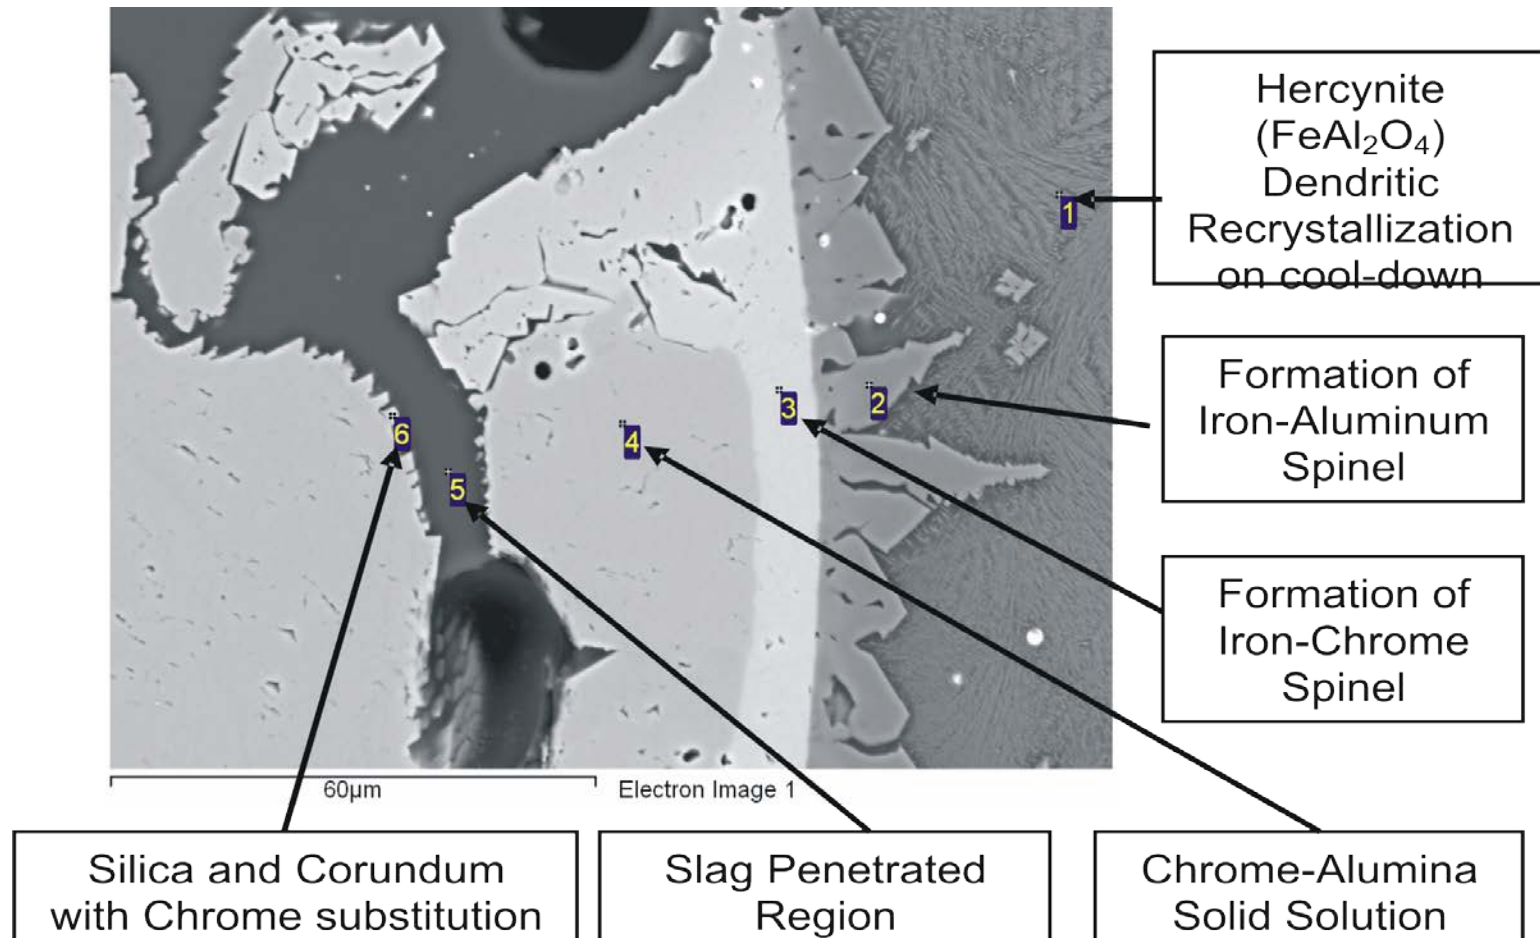 Hercynite
(FeAl₂O₄)
Dendritic
Recrystallization
on cool-down
1
Formation of
Iron-Aluminum
Spinel
2
3
4
6
5
Formation of
Iron-Chrome
Spinel
60µm
Electron Image 1
Silica and Corundum
with Chrome substitution
Slag Penetrated
Region
Chrome-Alumina
Solid Solution